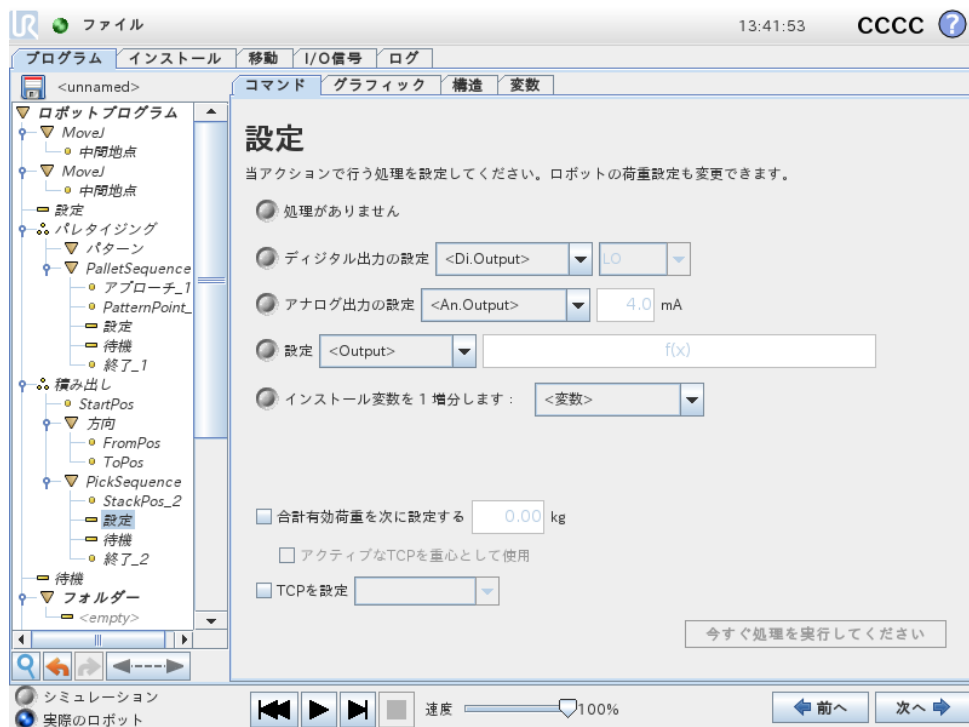 UR ファイル 13:41:53 CCCC ?
プログラム インストール 移動 I/O信号 ログ
<unnamed>
コマンド グラフィック 構造 変数
ロボットプログラム
MoveJ
中間地点
MoveJ
中間地点
設定
パレタイジング
パターン
PalletSequence
アプローチ_1
PatternPoint_
設定
待機
終了_1
積み出し
StartPos
方向
FromPos
ToPos
PickSequence
StackPos_2
設定
待機
終了_2
待機
フォルダー
<empty>
設定
当アクションで行う処理を設定してください。ロボットの荷重設定も変更できます。
処理がありません
ディジタル出力の設定 <Di.Output> LO
アナログ出力の設定 <An.Output> 4.0 mA
設定 <Output> f(x)
インストール変数を 1 増分します： <変数>
合計有効荷重を次に設定する 0.00 kg
アクティブなTCPを重心として使用
TCPを設定
今すぐ処理を実行してください
シミュレーション
実際のロボット
速度 100%
前へ 次へ